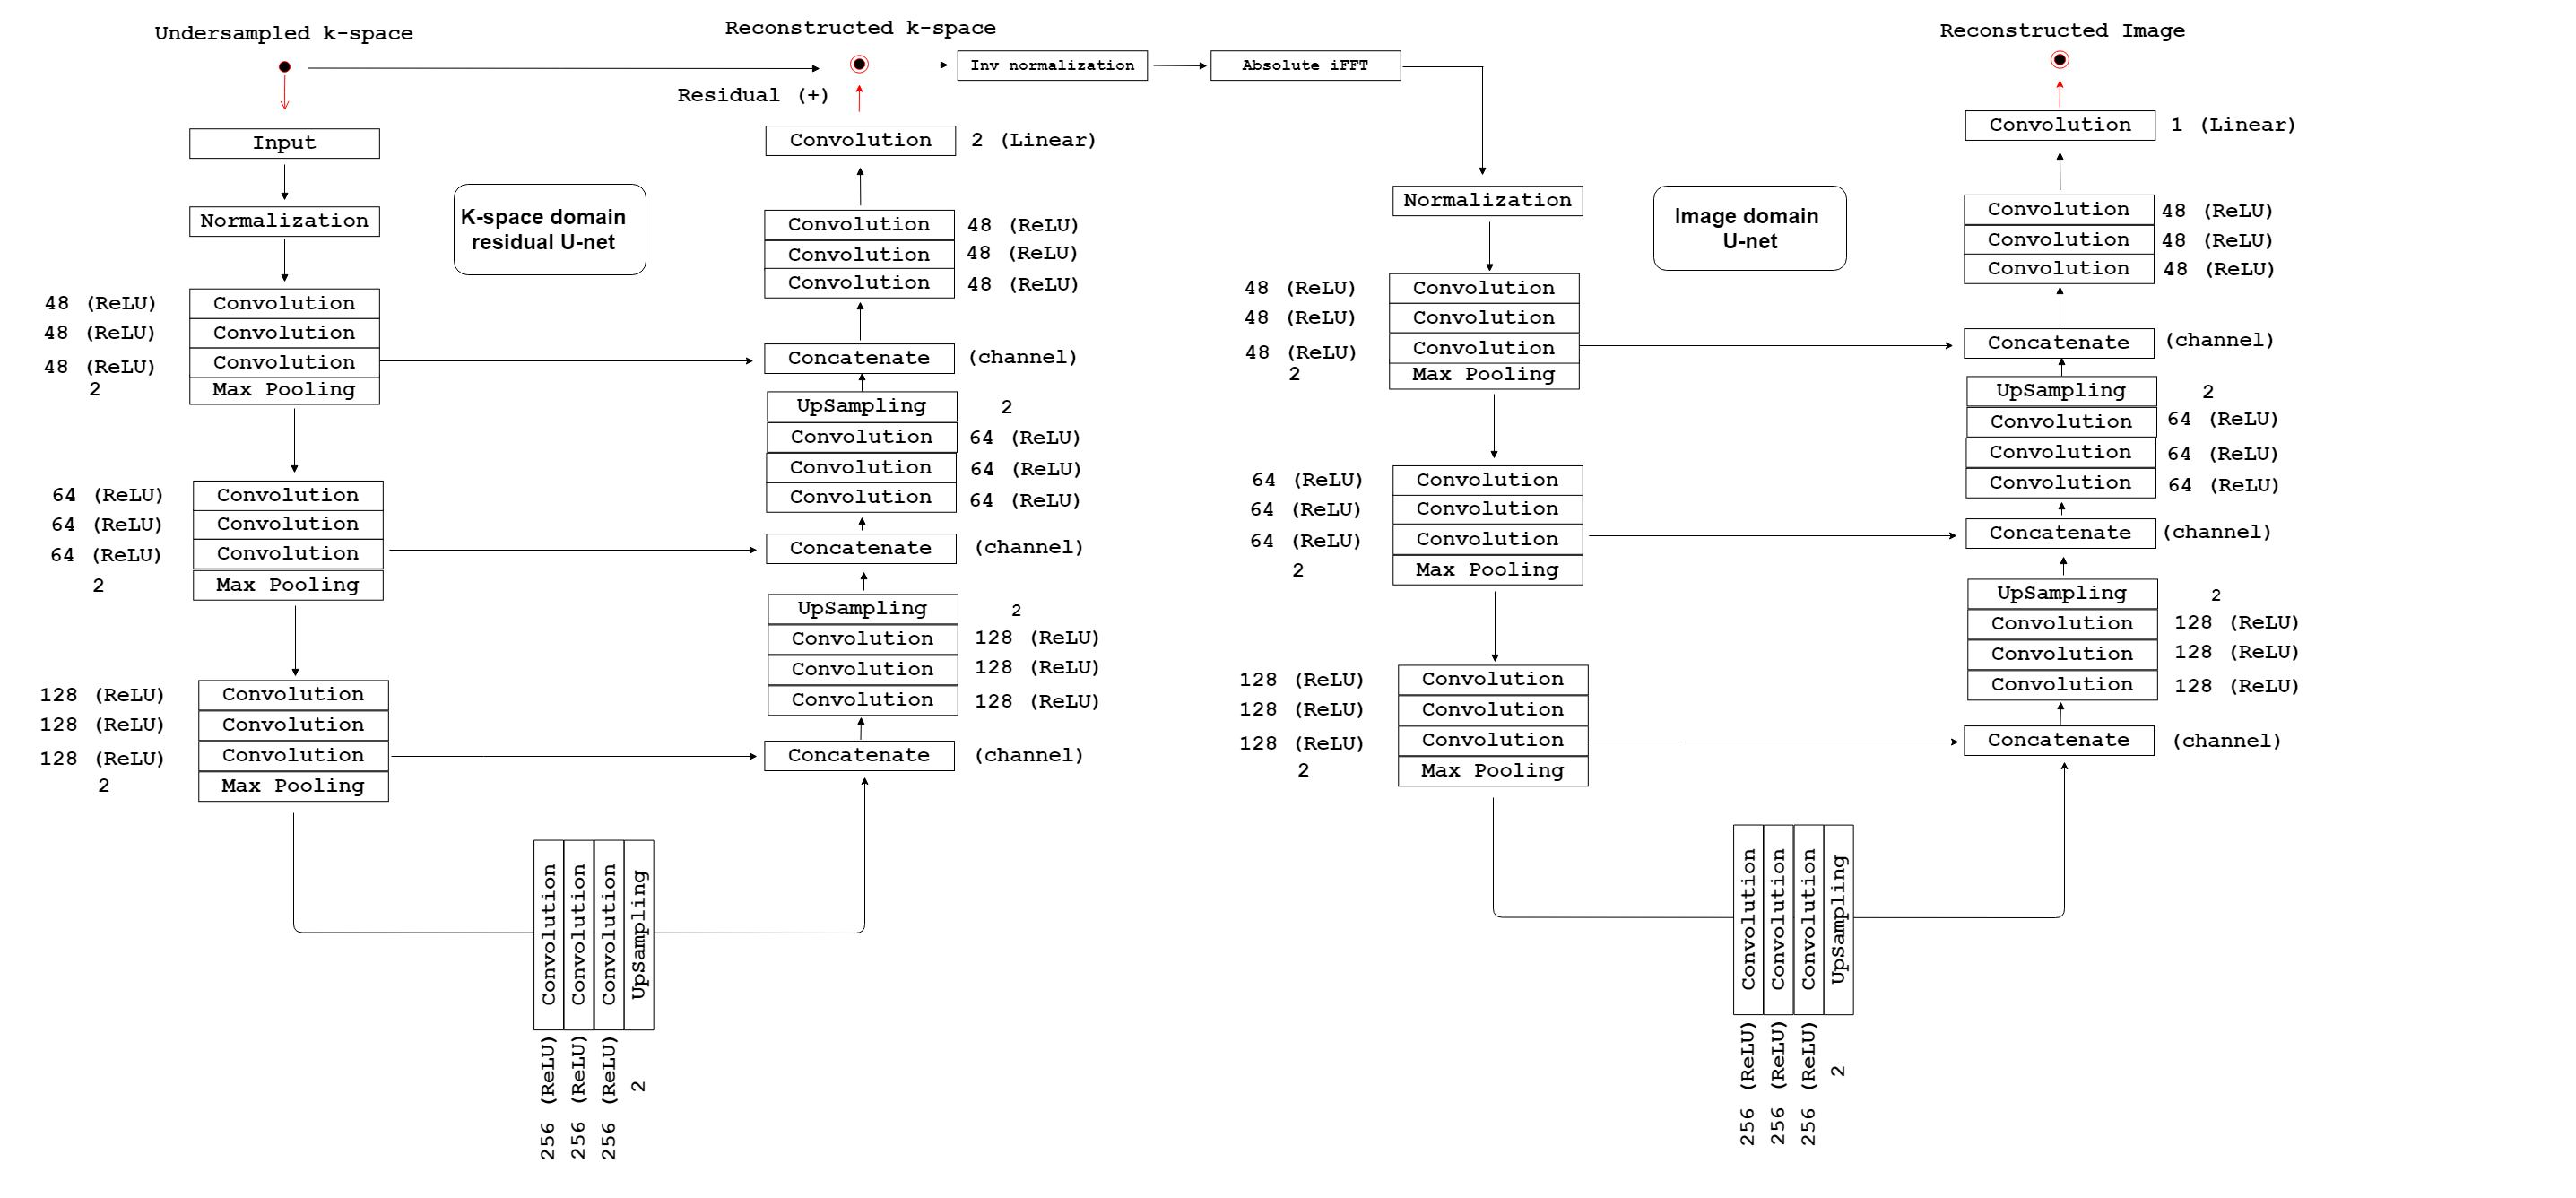 Undersampled k-space
Reconstructed k-space
Residual (+)
Inv normalization
Absolute iFFT
Reconstructed Image
K-space domain
residual U-net
Input
Normalization
48 (ReLU) Convolution
48 (ReLU) Convolution
48 (ReLU) Convolution
2 Max Pooling
64 (ReLU) Convolution
64 (ReLU) Convolution
64 (ReLU) Convolution
2 Max Pooling
128 (ReLU) Convolution
128 (ReLU) Convolution
128 (ReLU) Convolution
2 Max Pooling
256 (ReLU) Convolution
256 (ReLU) Convolution
256 (ReLU) Convolution
2 UpSampling
Convolution 2 (Linear)
Convolution 48 (ReLU)
Convolution 48 (ReLU)
Convolution 48 (ReLU)
Concatenate (channel)
UpSampling 2
Convolution 64 (ReLU)
Convolution 64 (ReLU)
Convolution 64 (ReLU)
Concatenate (channel)
UpSampling 2
Convolution 128 (ReLU)
Convolution 128 (ReLU)
Convolution 128 (ReLU)
Concatenate (channel)
Image domain
U-net
Normalization
48 (ReLU) Convolution
48 (ReLU) Convolution
48 (ReLU) Convolution
2 Max Pooling
64 (ReLU) Convolution
64 (ReLU) Convolution
64 (ReLU) Convolution
2 Max Pooling
128 (ReLU) Convolution
128 (ReLU) Convolution
128 (ReLU) Convolution
2 Max Pooling
256 (ReLU) Convolution
256 (ReLU) Convolution
256 (ReLU) Convolution
2 UpSampling
Convolution 1 (Linear)
Convolution 48 (ReLU)
Convolution 48 (ReLU)
Convolution 48 (ReLU)
Concatenate (channel)
UpSampling 2
Convolution 64 (ReLU)
Convolution 64 (ReLU)
Convolution 64 (ReLU)
Concatenate (channel)
UpSampling 2
Convolution 128 (ReLU)
Convolution 128 (ReLU)
Convolution 128 (ReLU)
Concatenate (channel)